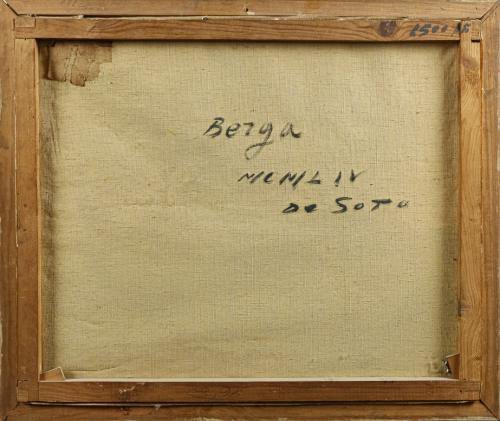 Berga
MCMLIV
De Soto